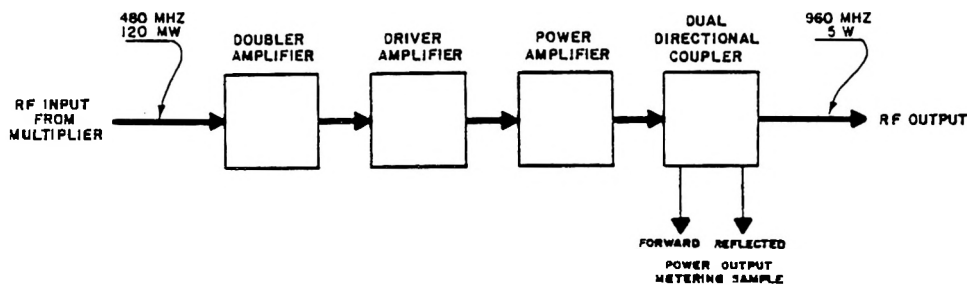 480 MHZ
120 MW
RF INPUT
FROM
MULTIPLIER
DOUBLER
AMPLIFIER
DRIVER
AMPLIFIER
POWER
AMPLIFIER
DUAL
DIRECTIONAL
COUPLER
960 MHZ
5 W
RF OUTPUT
FORWARD REFLECTED
POWER OUTPUT
METERING SAMPLE